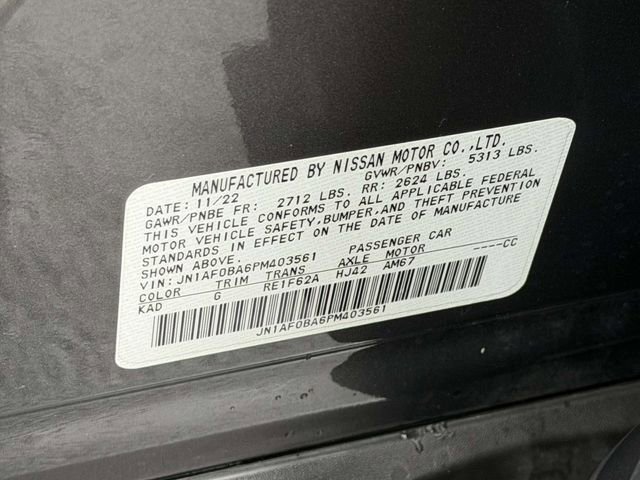 MANUFACTURED BY NISSAN MOTOR CO.,LTD.
DATE: 11/22 GVWR/PNBV: 5313 LBS.
GAWR/PNBE FR: 2712 LBS. RR: 2624 LBS.
THIS VEHICLE CONFORMS TO ALL APPLICABLE FEDERAL
MOTOR VEHICLE SAFETY,BUMPER,AND THEFT PREVENTION
STANDARDS IN EFFECT ON THE DATE OF MANUFACTURE
SHOWN ABOVE.
VIN: JN1AF0BA6PM403561 PASSENGER CAR
COLOR TRIM TRANS AXLE MOTOR ----CC
KAD G RE1F62A HJ42 AM67
JN1AF0BA6PM403561